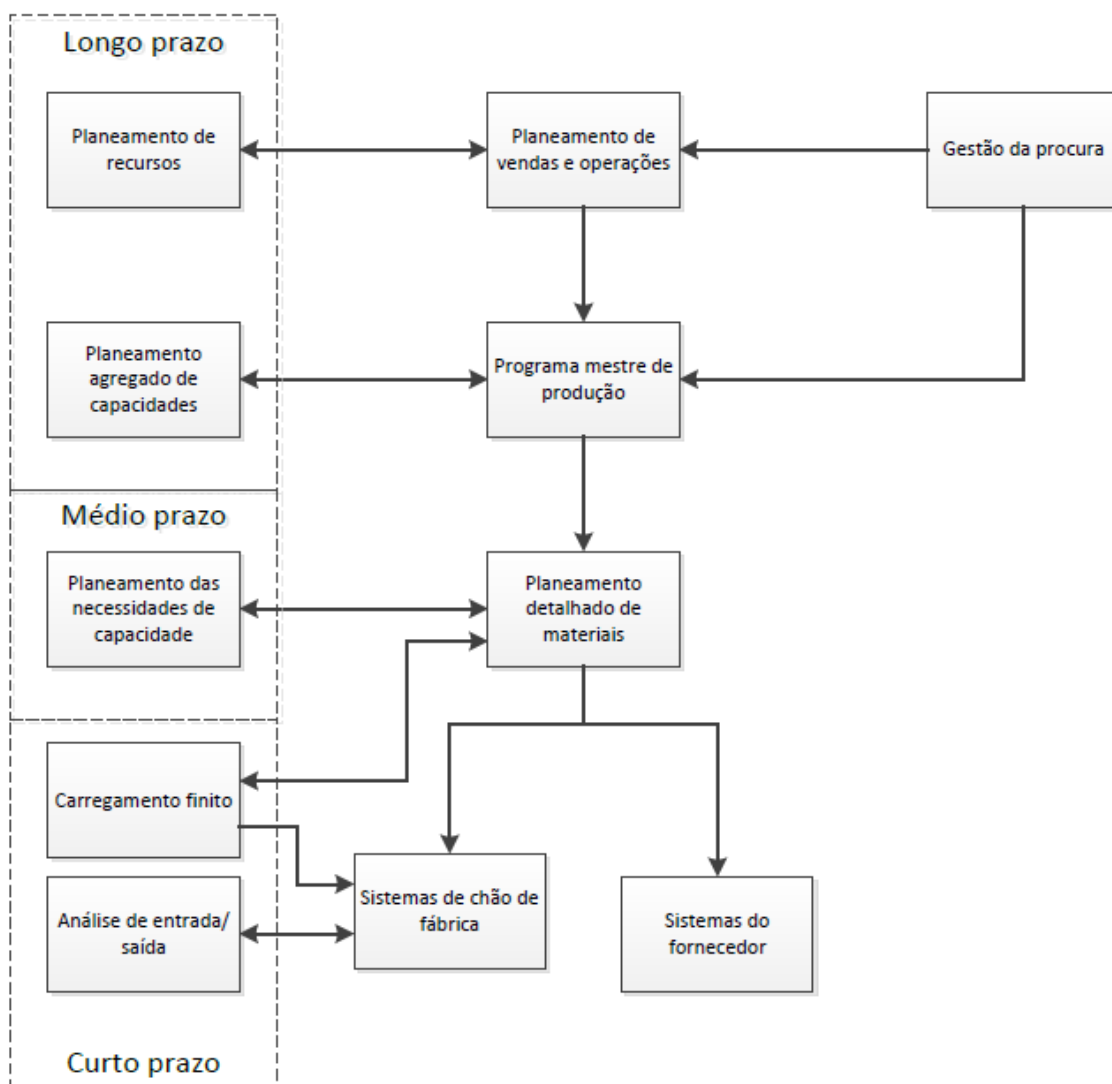 Longo prazo
Planeamento de
recursos
Planeamento de
vendas e operações
Gestão da procura
Planeamento
agregado de
capacidades
Programa mestre de
produção
Médio prazo
Planeamento das
necessidades de
capacidade
Planeamento
detalhado de
materiais
Carregamento finito
Análise de entrada/
saída
Sistemas de chão de
fábrica
Sistemas do
fornecedor
Curto prazo